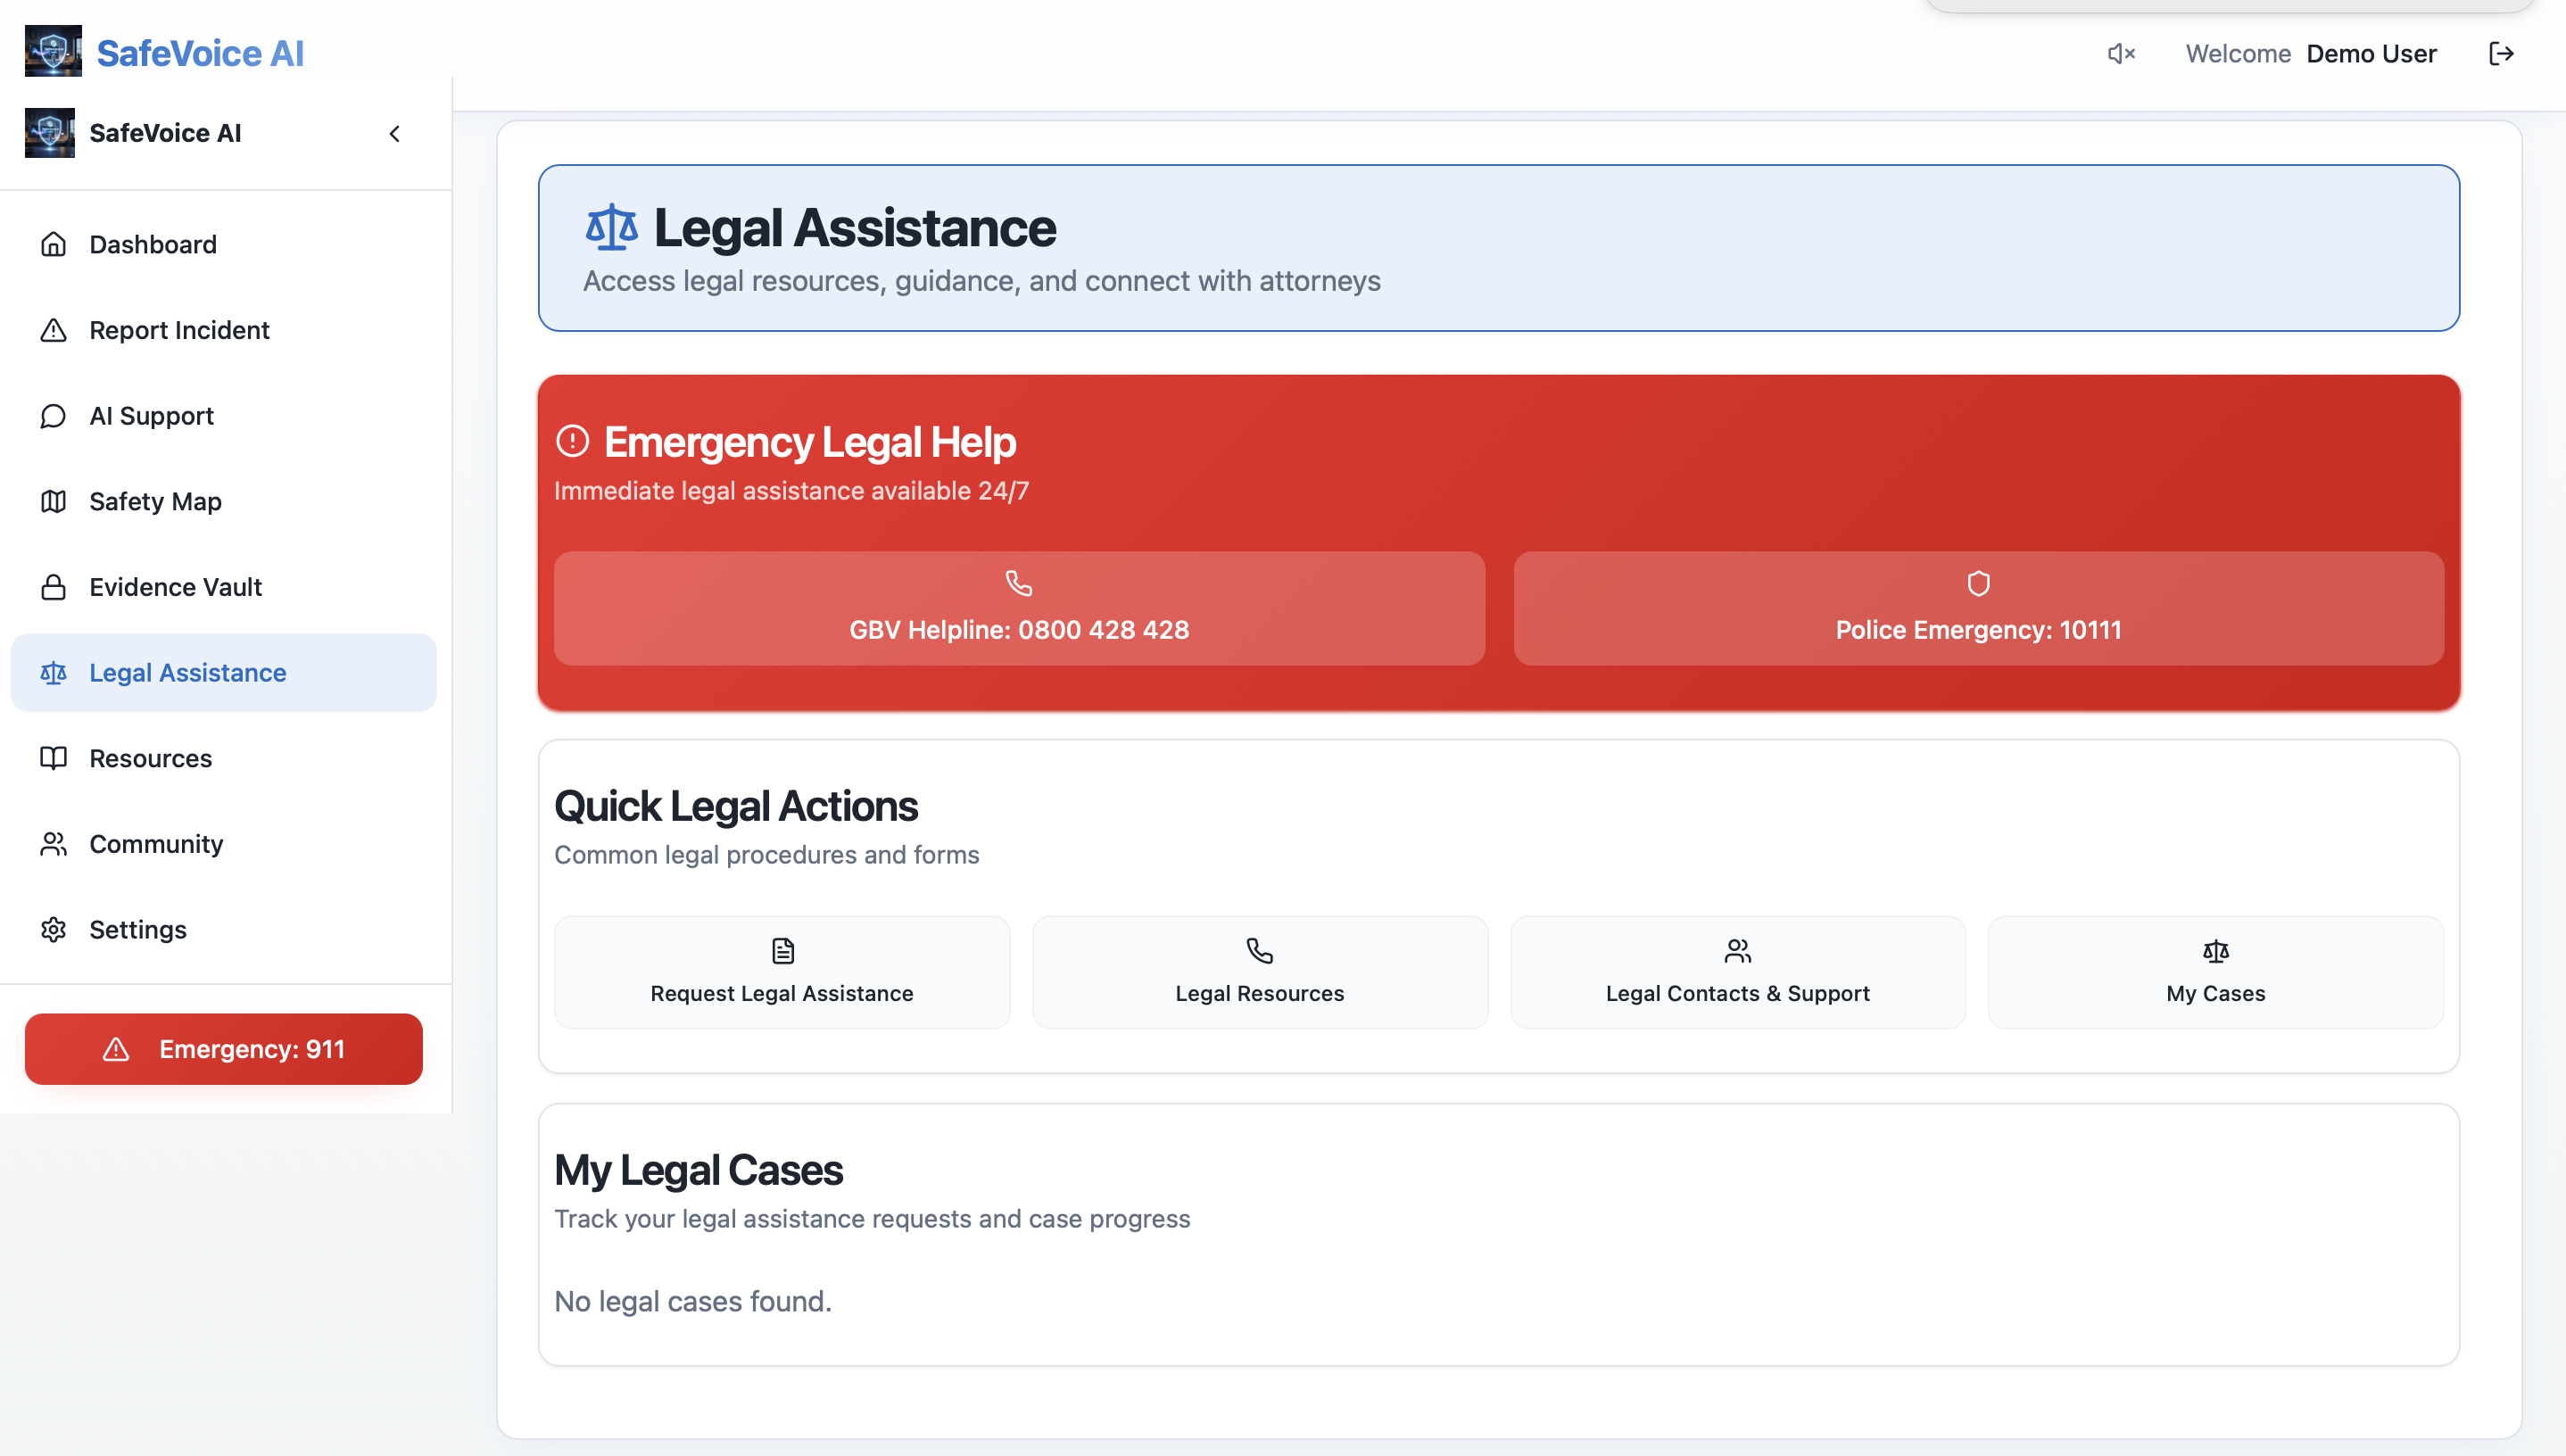 SafeVoice AI
Welcome Demo User
SafeVoice AI
Dashboard
Report Incident
AI Support
Safety Map
Evidence Vault
Legal Assistance
Resources
Community
Settings
Emergency: 911
Legal Assistance
Access legal resources, guidance, and connect with attorneys
Emergency Legal Help
Immediate legal assistance available 24/7
GBV Helpline: 0800 428 428
Police Emergency: 10111
Quick Legal Actions
Common legal procedures and forms
Request Legal Assistance
Legal Resources
Legal Contacts & Support
My Cases
My Legal Cases
Track your legal assistance requests and case progress
No legal cases found.